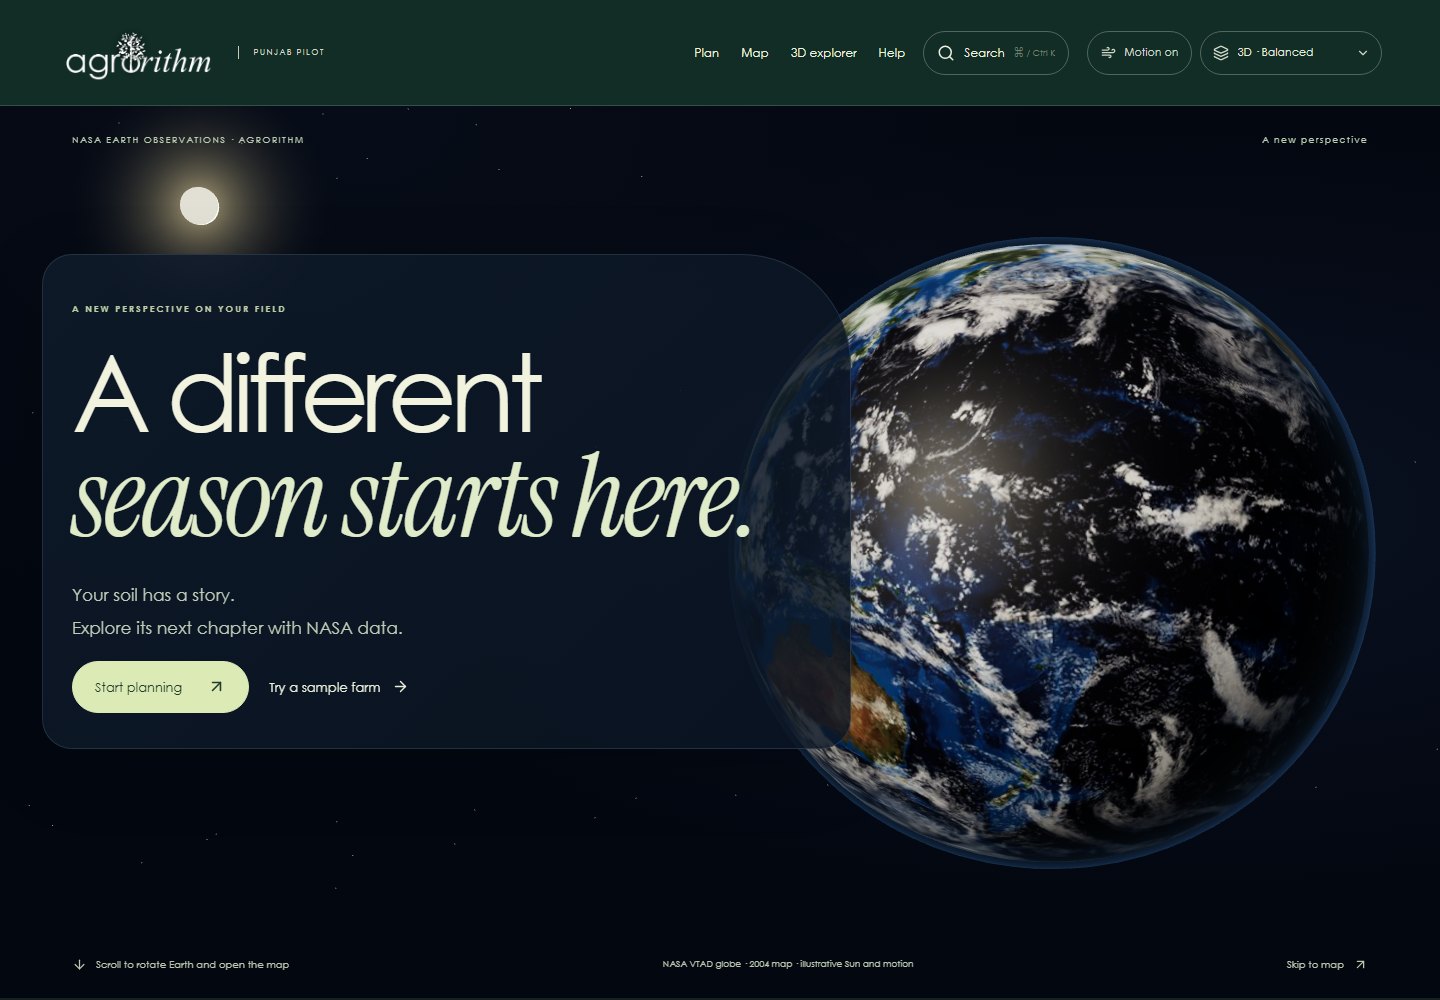 agrorithm
PUNJAB PILOT
Plan
Map
3D explorer
Help
Search ⌘ / Ctrl K
Motion on
3D · Balanced
NASA EARTH OBSERVATIONS · AGRORITHM
A new perspective
A NEW PERSPECTIVE ON YOUR FIELD
A different
season starts here.
Your soil has a story.
Explore its next chapter with NASA data.
Start planning
Try a sample farm
Scroll to rotate Earth and open the map
NASA VTAD globe · 2004 map · illustrative Sun and motion
Skip to map